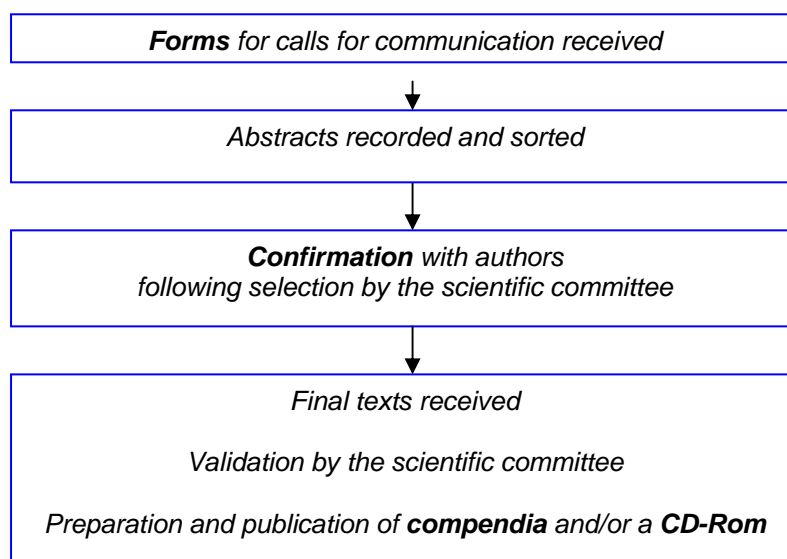 Forms for calls for communication received
Abstracts recorded and sorted
Confirmation with authors
following selection by the scientific committee
Final texts received
Validation by the scientific committee
Preparation and publication of compendia and/or a CD-Rom